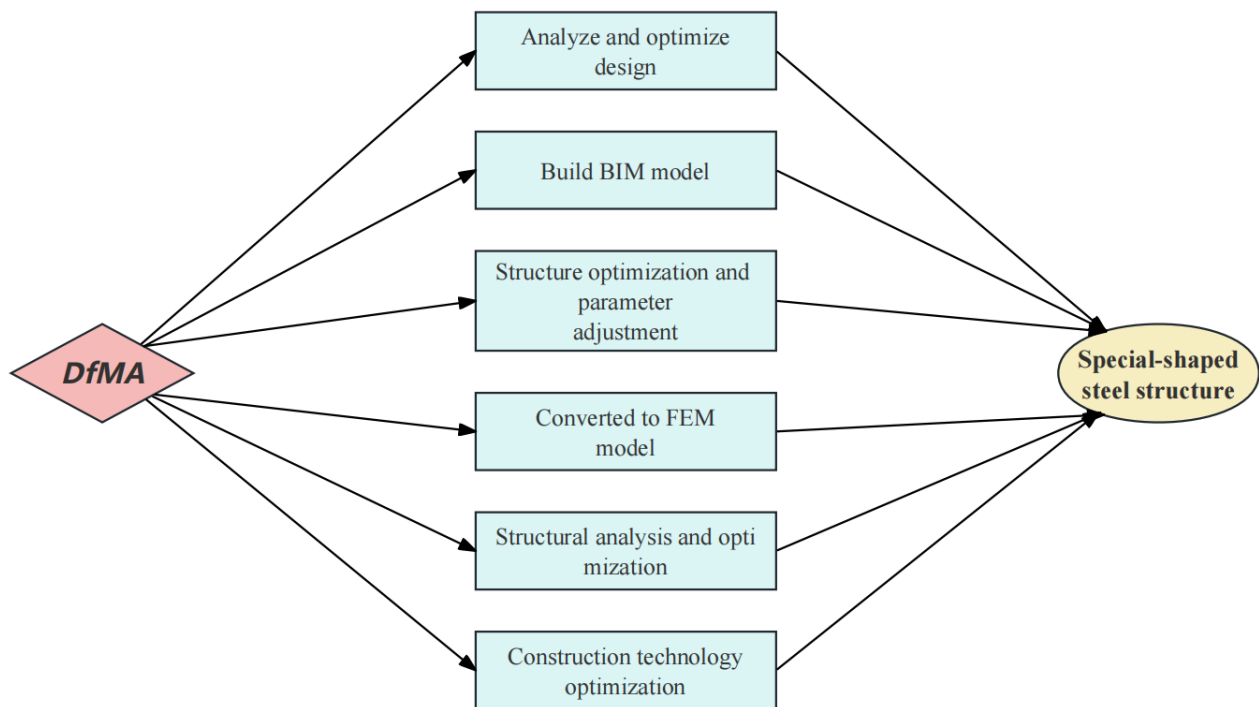 Analyze and optimize
design
Build BIM model
Structure optimization and
parameter
adjustment
DfMA
Special-shaped
steel structure
Converted to FEM
model
Structural analysis and opti
mization
Construction technology
optimization